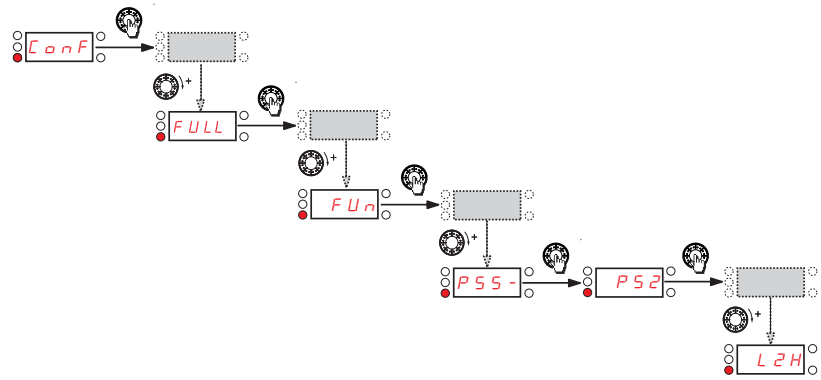 ConF
+
FULL
+
FUn
+
PSS-
PS2
+
L2H